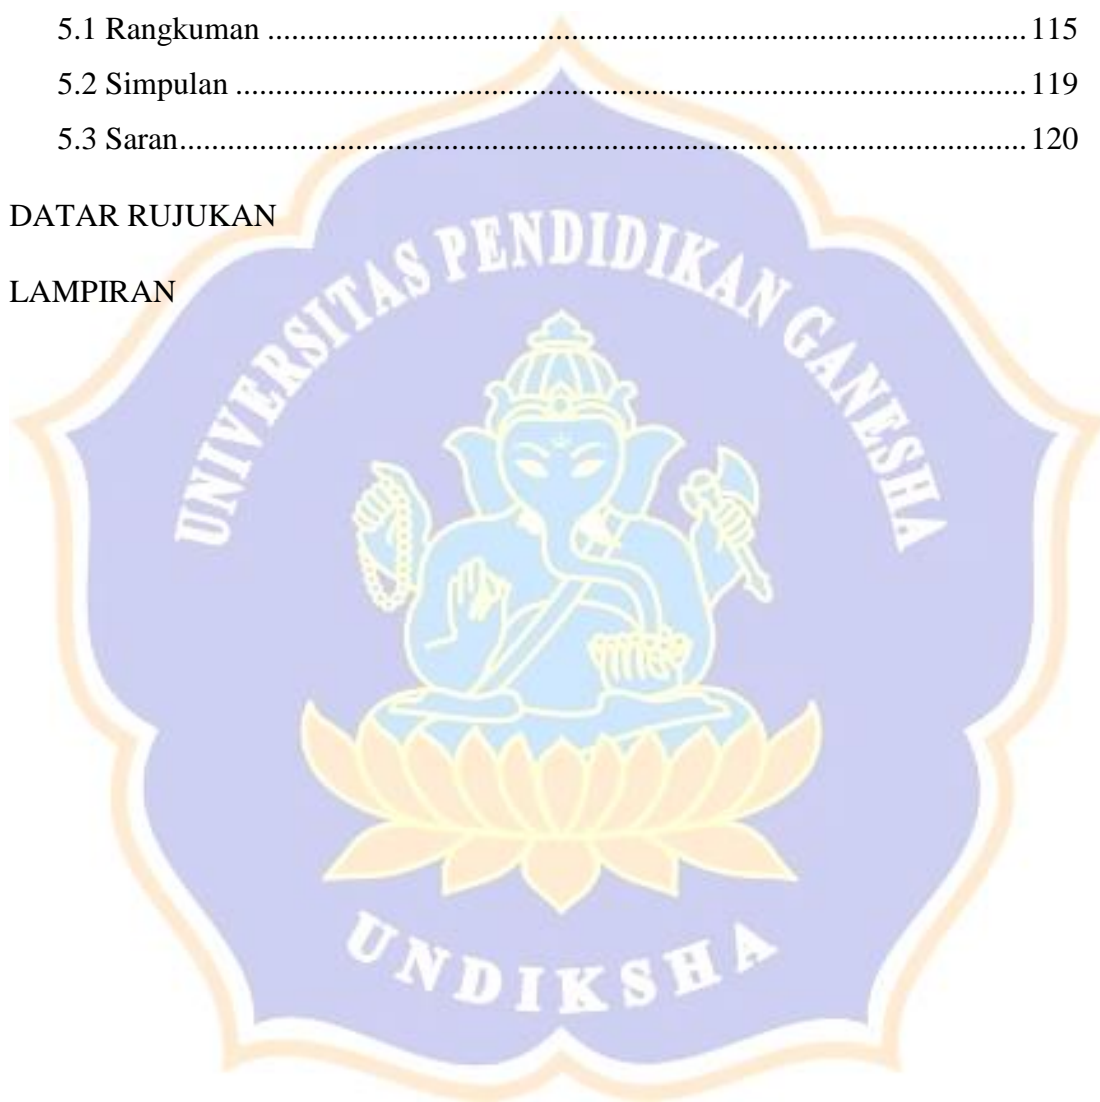 5.1 Rangkuman ................................................................................................ 115
5.2 Simpulan .................................................................................................... 119
5.3 Saran........................................................................................................... 120
DATAR RUJUKAN
LAMPIRAN
UNIVERSITAS PENDIDIKAN GANESHA
UNDIKSHA